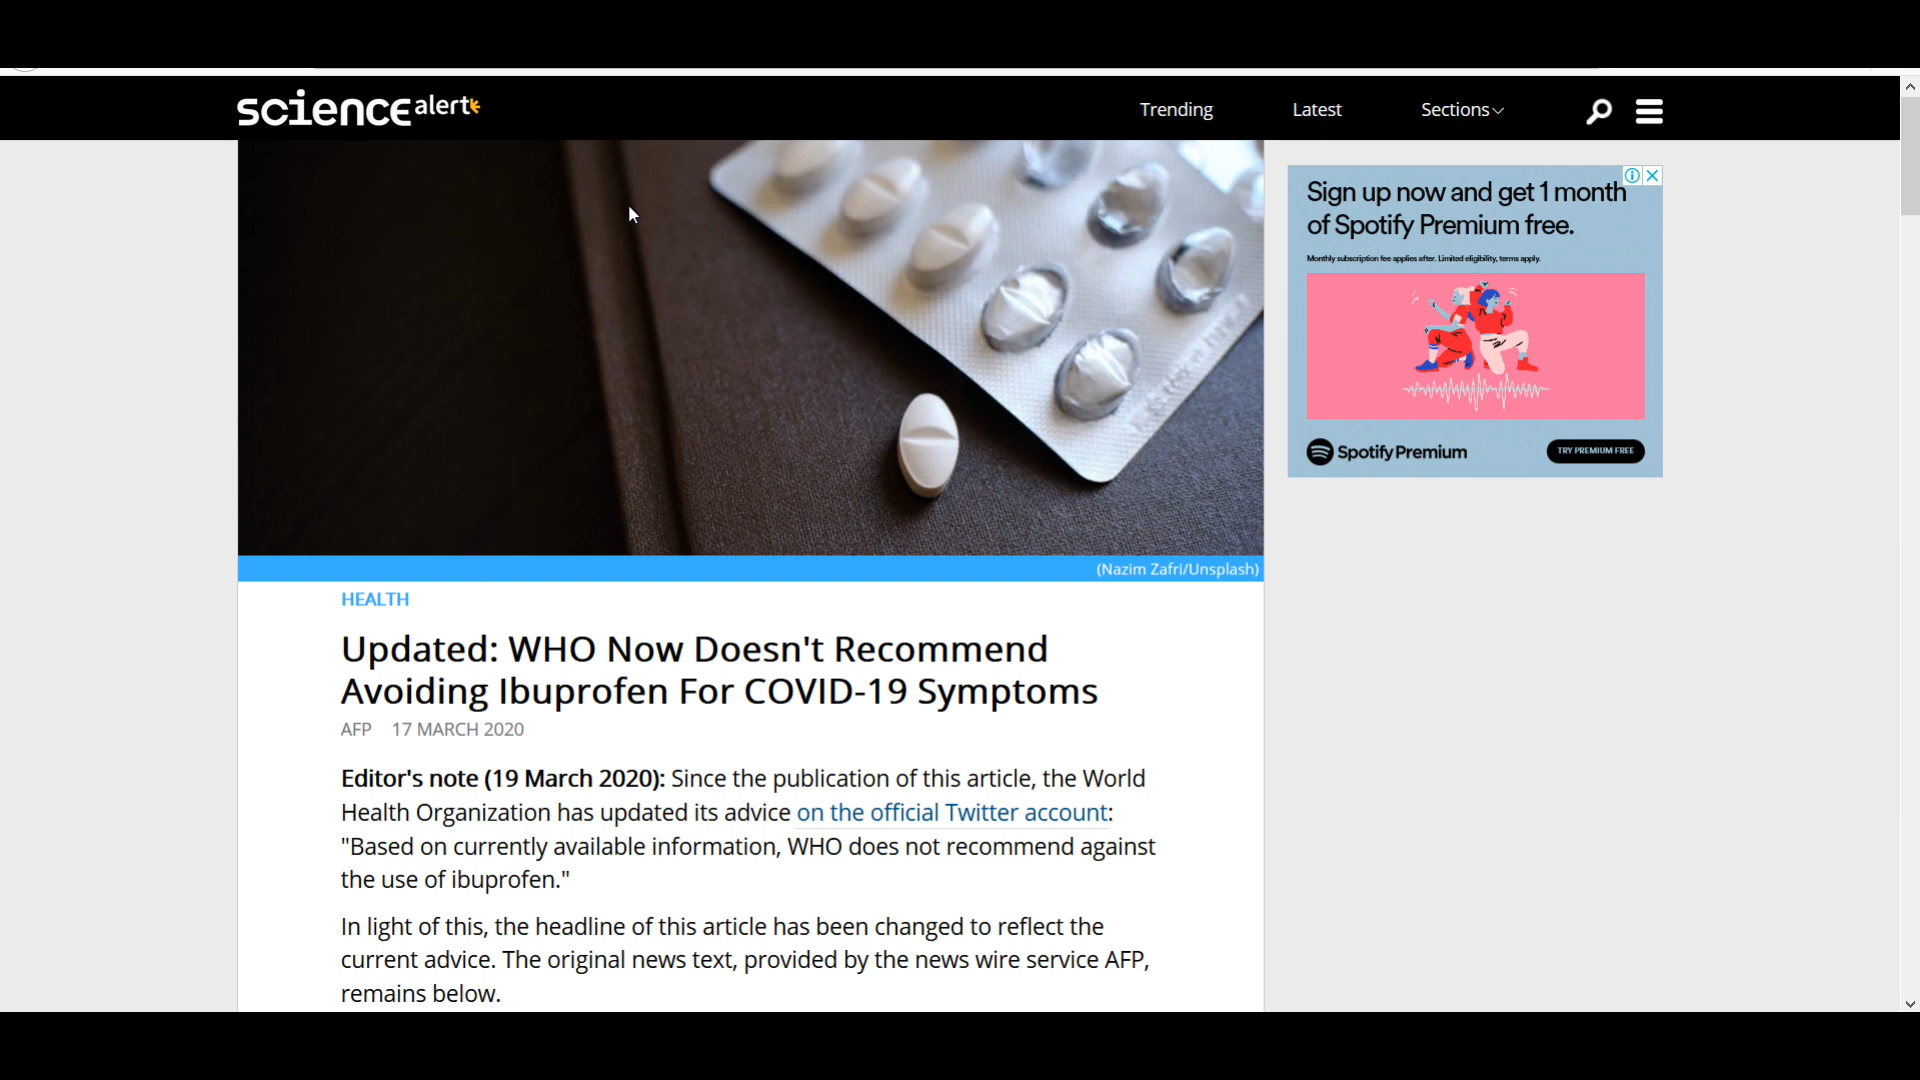 science alert
Trending
Latest
Sections
Sign up now and get 1 month
of Spotify Premium free.
Monthly subscription fee applies after. Limited eligibility, terms apply.
Spotify Premium
TRY PREMIUM FREE
(Nazim Zafri/Unsplash)
HEALTH
Updated: WHO Now Doesn't Recommend
Avoiding Ibuprofen For COVID-19 Symptoms
AFP 17 MARCH 2020
Editor's note (19 March 2020): Since the publication of this article, the World
Health Organization has updated its advice on the official Twitter account:
"Based on currently available information, WHO does not recommend against
the use of ibuprofen."
In light of this, the headline of this article has been changed to reflect the
current advice. The original news text, provided by the news wire service AFP,
remains below.